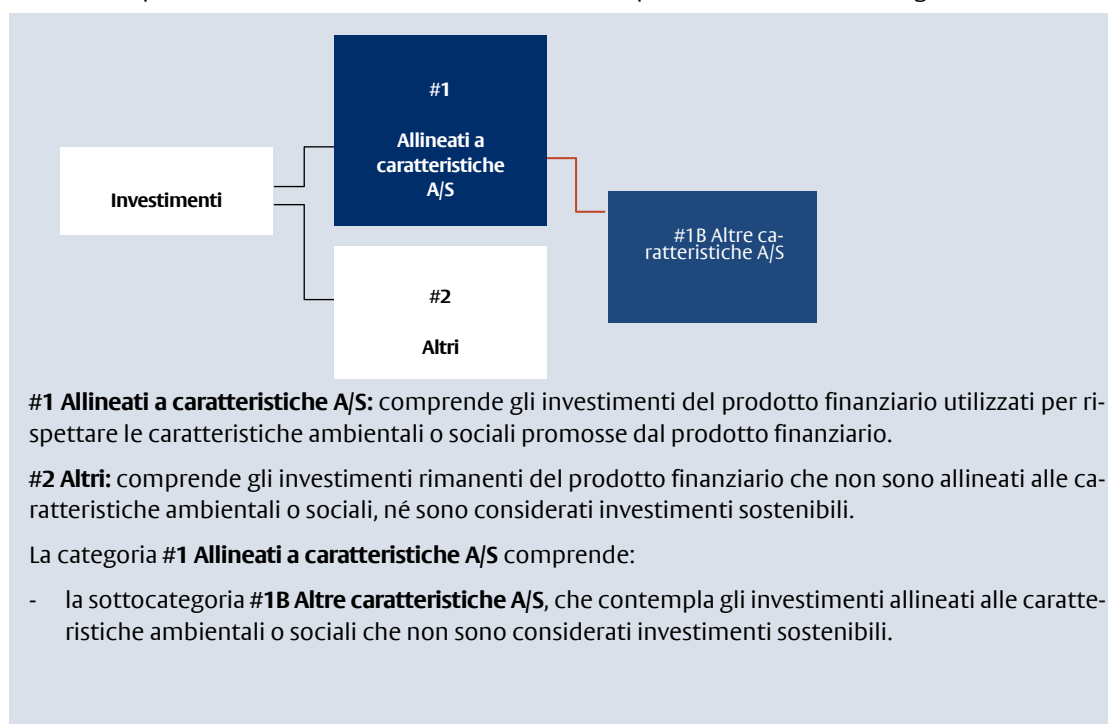 #1
Allineati a
caratteristiche
A/S
Investimenti
#1B Altre ca-
ratteristiche A/S
#2
Altri
#1 Allineati a caratteristiche A/S: comprende gli investimenti del prodotto finanziario utilizzati per ri-
spettare le caratteristiche ambientali o sociali promosse dal prodotto finanziario.
#2 Altri: comprende gli investimenti rimanenti del prodotto finanziario che non sono allineati alle ca-
ratteristiche ambientali o sociali, né sono considerati investimenti sostenibili.
La categoria #1 Allineati a caratteristiche A/S comprende:
- la sottocategoria #1B Altre caratteristiche A/S, che contempla gli investimenti allineati alle caratte-
ristiche ambientali o sociali che non sono considerati investimenti sostenibili.